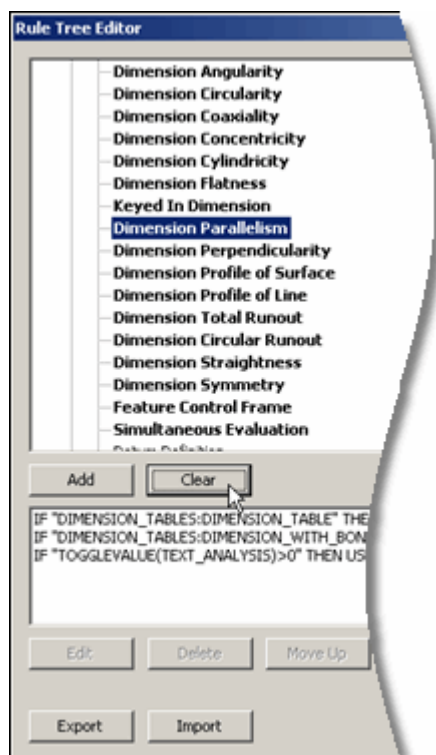 Rule Tree Editor
Dimension Angularity
Dimension Circularity
Dimension Coaxiality
Dimension Concentricity
Dimension Cylindricity
Dimension Flatness
Keyed In Dimension
Dimension Parallelism
Dimension Perpendicularity
Dimension Profile of Surface
Dimension Profile of Line
Dimension Total Runout
Dimension Circular Runout
Dimension Straightness
Dimension Symmetry
Feature Control Frame
Simultaneous Evaluation
Datum Definition
Add Clear
IF "DIMENSION_TABLES:DIMENSION_TABLE" THE
IF "DIMENSION_TABLES:DIMENSION_WITH_BON
IF "TOGGLEVALUE(TEXT_ANALYSIS)>0" THEN US
Edit Delete Move Up
Export Import